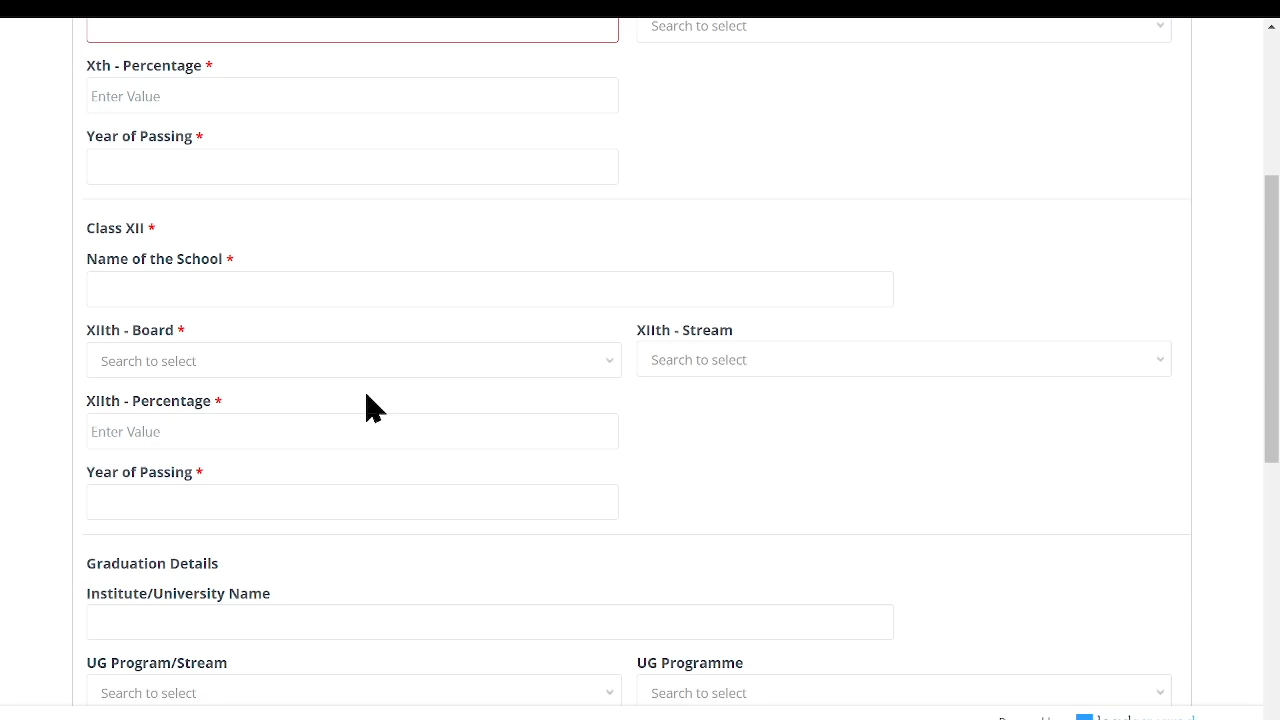 Search to select
Xth - Percentage *
Enter Value
Year of Passing *
Class XII *
Name of the School *
XIIth - Board * XIIth - Stream
Search to select Search to select
XIIth - Percentage *
Enter Value
Year of Passing *
Graduation Details
Institute/University Name
UG Program/Stream UG Programme
Search to select Search to select